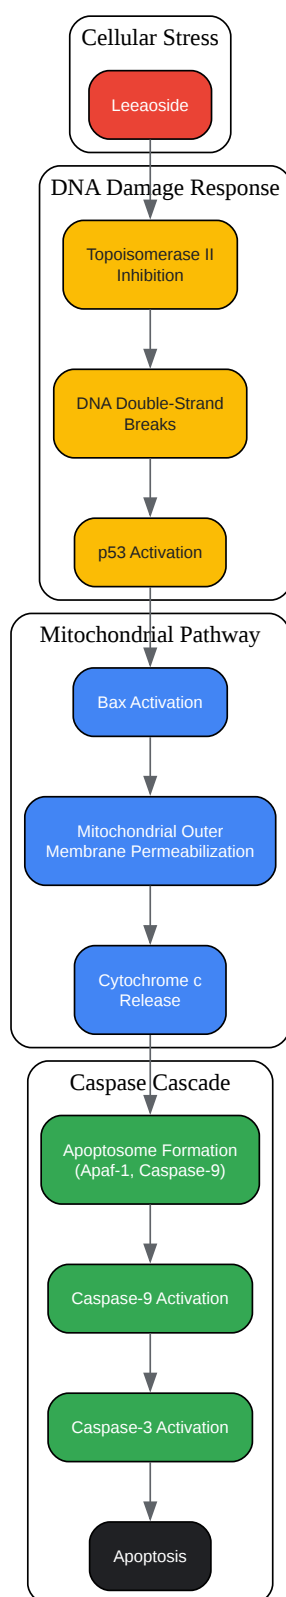 Cellular Stress
Leeaoside
DNA Damage Response
Topoisomerase II
Inhibition
DNA Double-Strand
Breaks
p53 Activation
Mitochondrial Pathway
Bax Activation
Mitochondrial Outer
Membrane Permeabilization
Cytochrome c
Release
Caspase Cascade
Apoptosome Formation
(Apaf-1, Caspase-9)
Caspase-9 Activation
Caspase-3 Activation
Apoptosis